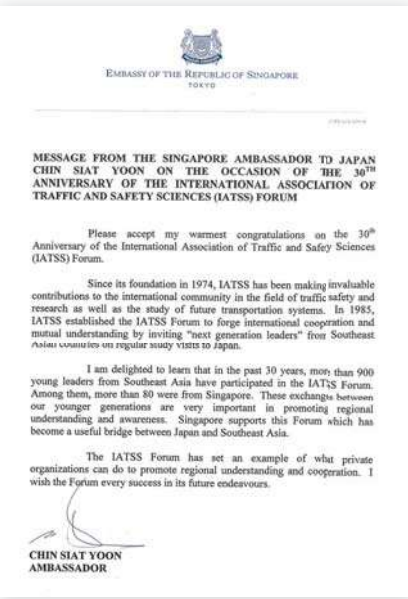 EMBASSY OF THE REPUBLIC OF SINGAPORE
TOKYO
MESSAGE FROM THE SINGAPORE AMBASSADOR TO JAPAN
CHIN SIAT YOON ON THE OCCASION OF THE 30TH
ANNIVERSARY OF THE INTERNATIONAL ASSOCIATION OF
TRAFFIC AND SAFETY SCIENCES (IATSS) FORUM
Please accept my warmest congratulations on the 30th
Anniversary of the International Association of Traffic and Safety Sciences
(IATSS) Forum.
Since its foundation in 1974, IATSS has been making invaluable
contributions to the international community in the field of traffic safety and
research as well as the study of future transportation systems. In 1985,
IATSS established the IATSS Forum to forge international cooperation and
mutual understanding by inviting "next generation leaders" from Southeast
Asian countries on regular study visits to Japan.
I am delighted to learn that in the past 30 years, more than 900
young leaders from Southeast Asia have participated in the IATSS Forum.
Among them, more than 80 were from Singapore. These exchanges between
our younger generations are very important in promoting regional
understanding and awareness. Singapore supports this Forum which has
become a useful bridge between Japan and Southeast Asia.
The IATSS Forum has set an example of what private
organizations can do to promote regional understanding and cooperation. I
wish the Forum every success in its future endeavours.
CHIN SIAT YOON
AMBASSADOR